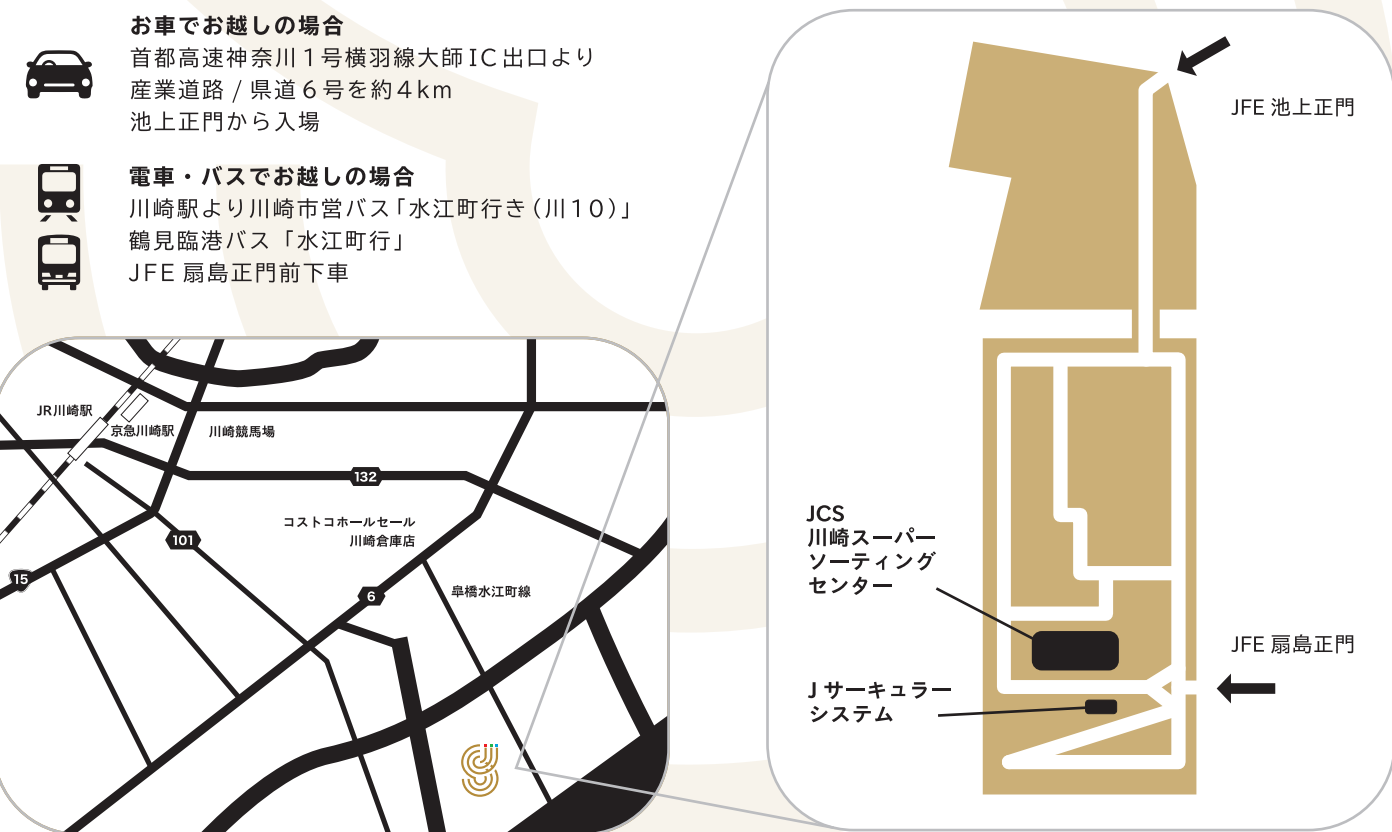 お車でお越しの場合
首都高速神奈川1号横羽線大師IC出口より
産業道路 / 県道6号を約4km
池上正門から入場
電車・バスでお越しの場合
川崎駅より川崎市営バス「水江町行き（川10）」
鶴見臨港バス「水江町行」
JFE 扇島正門前下車
JR川崎駅
京急川崎駅
川崎競馬場
132
コストコホールセール
川崎倉庫店
101
15
6
皐橋水江町線
JFE 池上正門
JCS
川崎スーパー
ソーティング
センター
JFE 扇島正門
J サーキュラー
システム